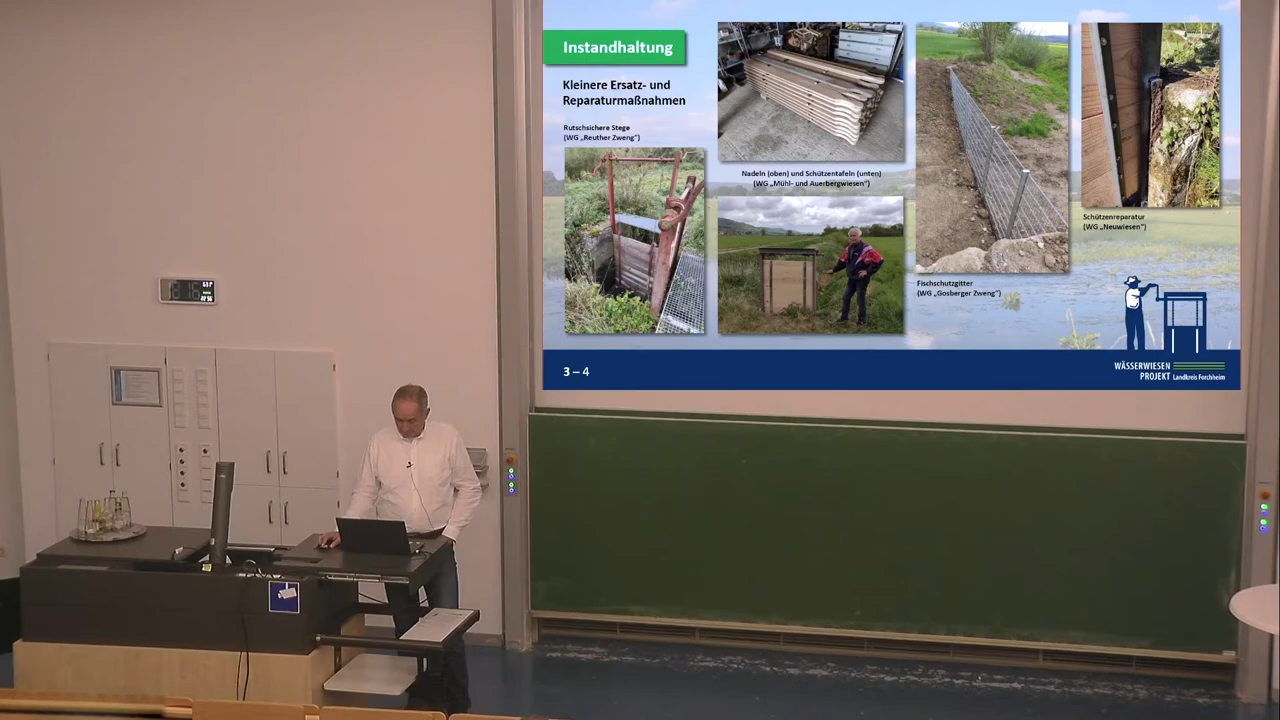 Instandhaltung
Kleinere Ersatz- und
Reparaturmaßnahmen
Rutschsichere Stege
(WG „Reuther Zweng")
Nadeln (oben) und Schützentafeln (unten)
(WG „Mühl- und Auerbergwiesen")
Fischschutzgitter
(WG „Gosberger Zweng")
Schützenreparatur
(WG „Neuwiesen")
3 – 4
WÄSSERWIESEN
PROJEKT Landkreis Forchheim